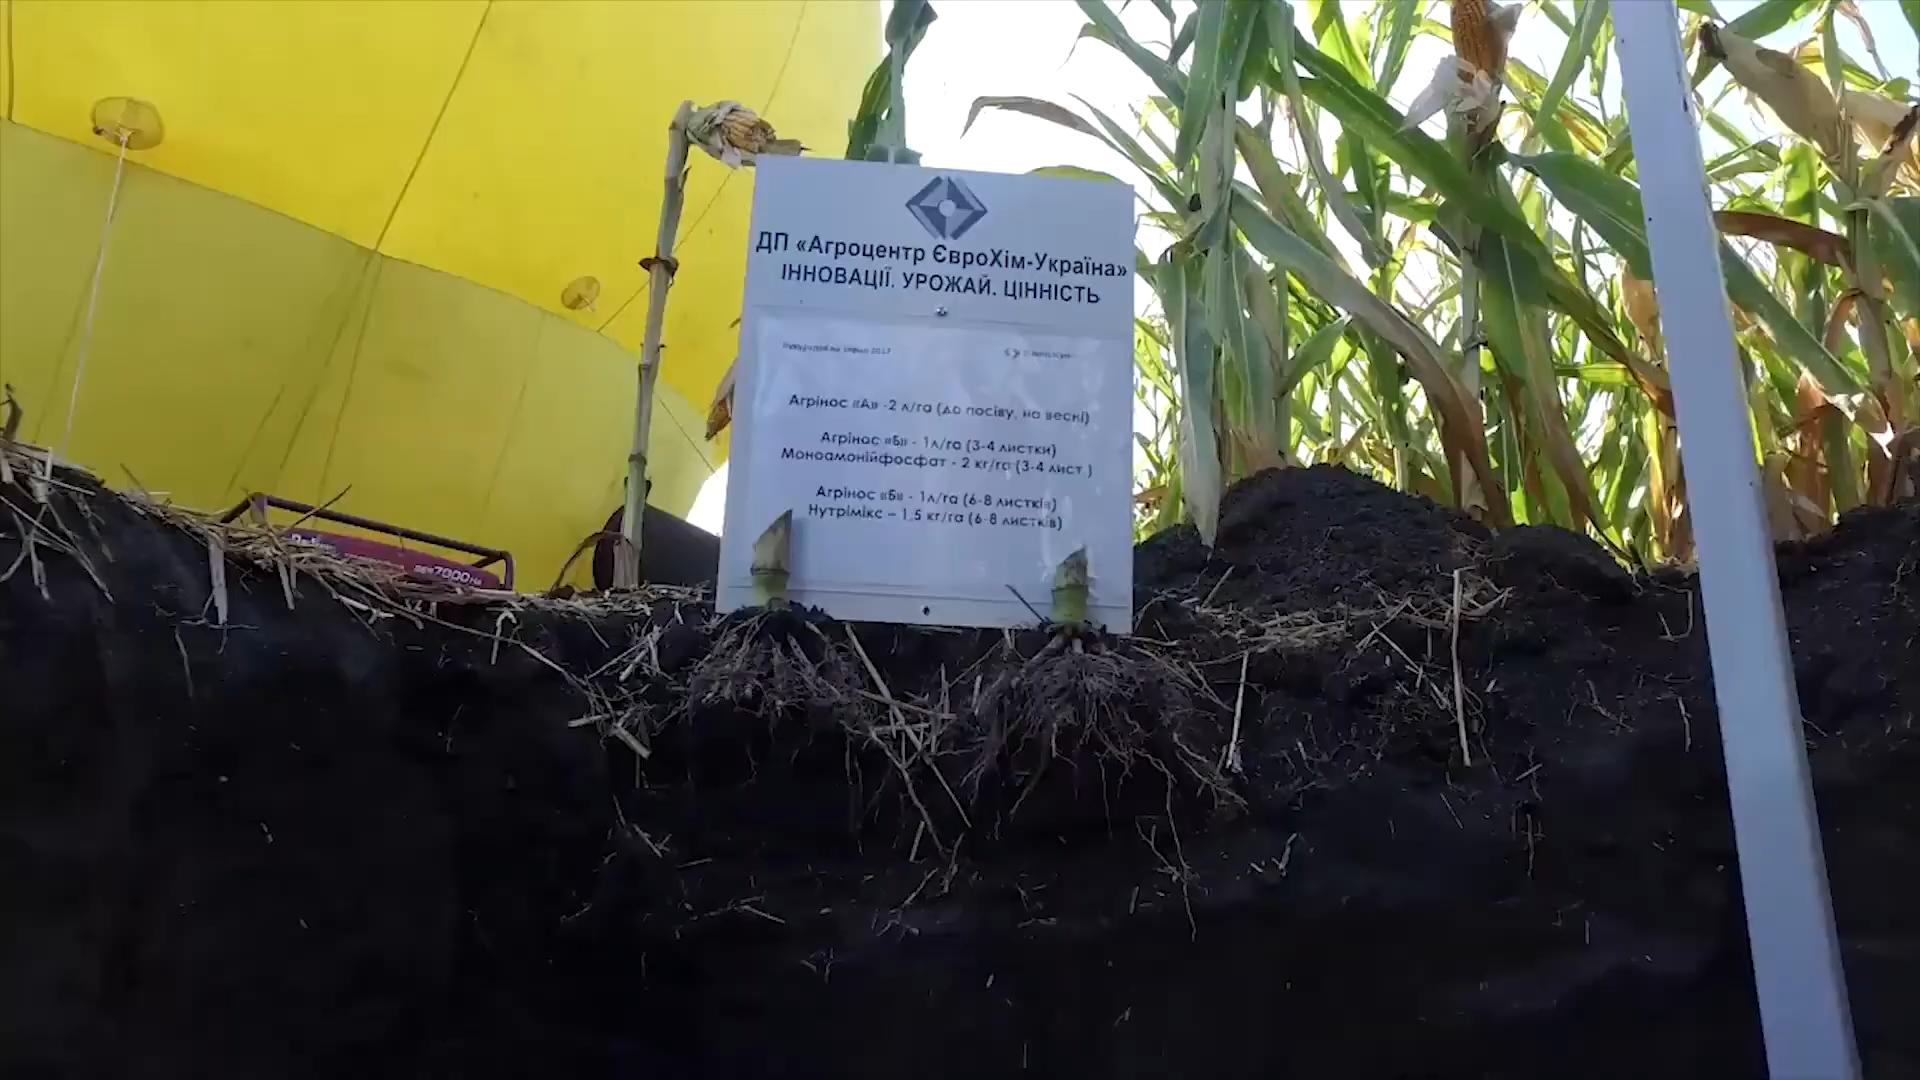 ДП «Агроцентр ЄвроХім-Україна»
ІННОВАЦІЇ. УРОЖАЙ. ЦІННІСТЬ
2017
Агрінос «А» -2 л/га (до посіву, на весні)
Агрінос «Б» - 1л/га (3-4 листки)
Моноамонійфосфат - 2 кг/га (3-4 лист.)
Агрінос «Б» - 1л/га (6-8 листків)
Нутрімікс – 1,5 кг/га (6-8 листків)
7000